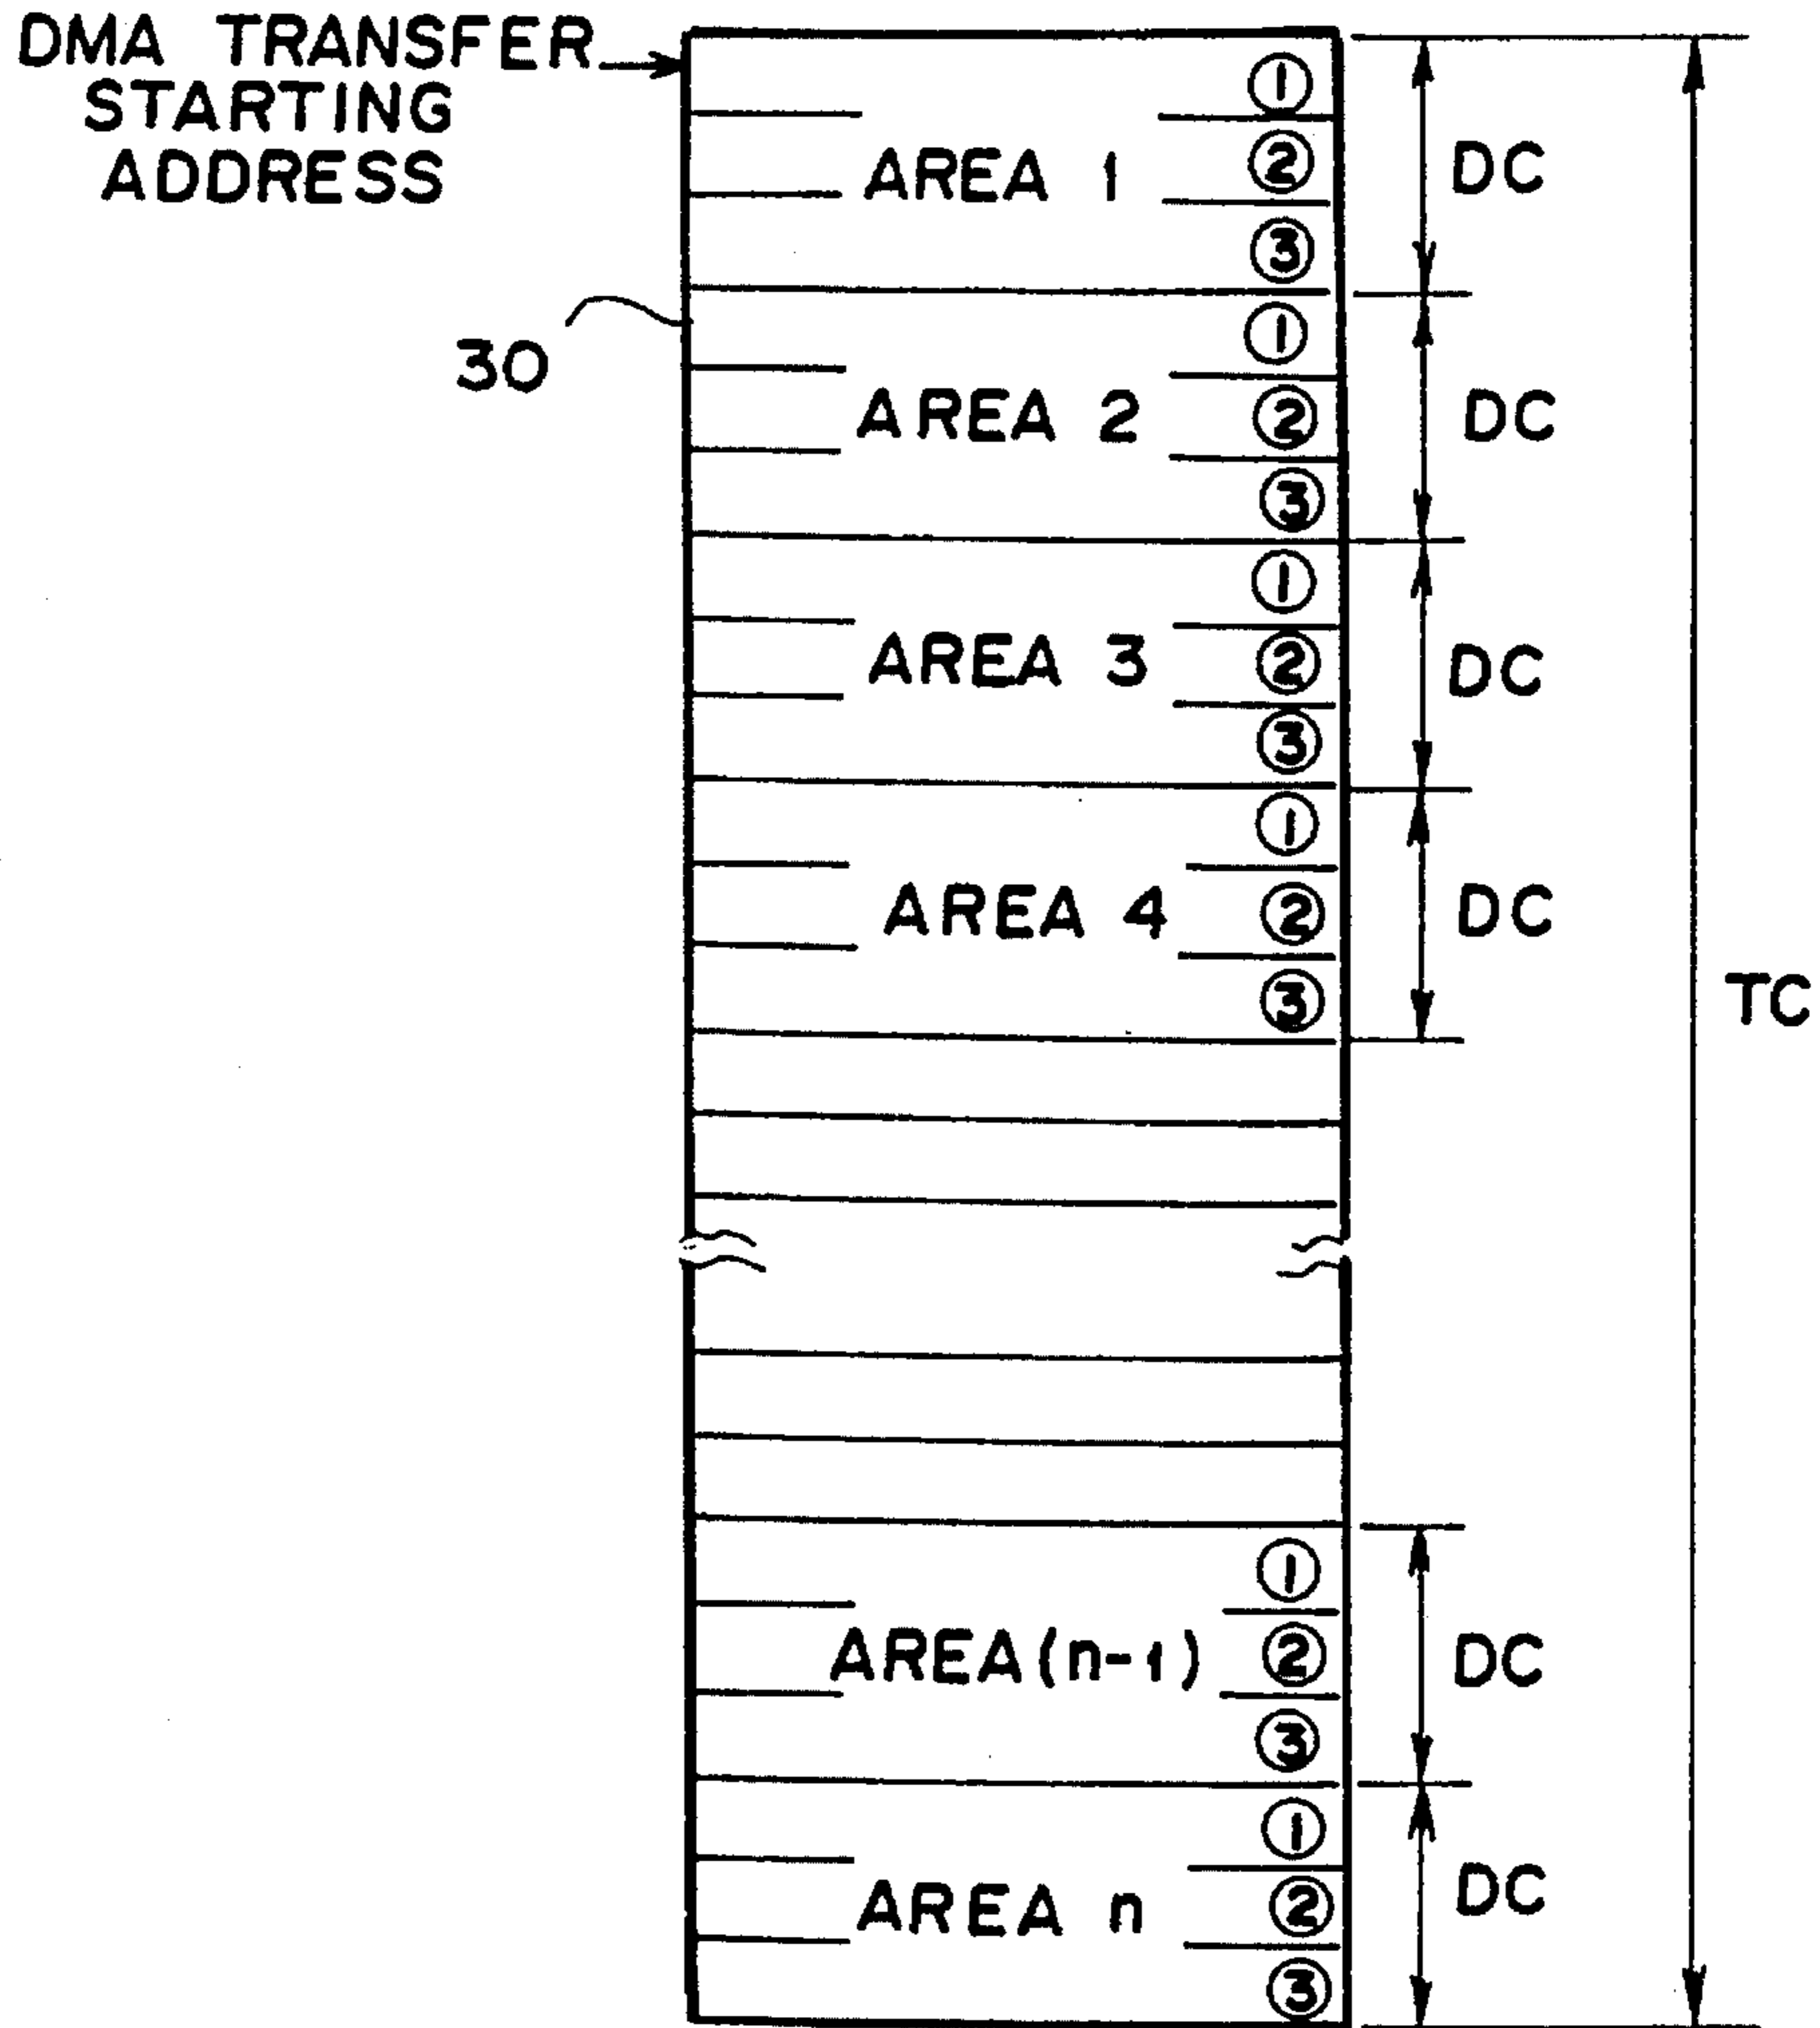 DMA TRANSFER
STARTING
ADDRESS
①
AREA 1 ② DC
③
30
①
AREA 2 ② DC
③
①
AREA 3 ② DC
③
①
AREA 4 ② DC
③
TC
①
AREA(n-1) ② DC
③
①
AREA n ② DC
③